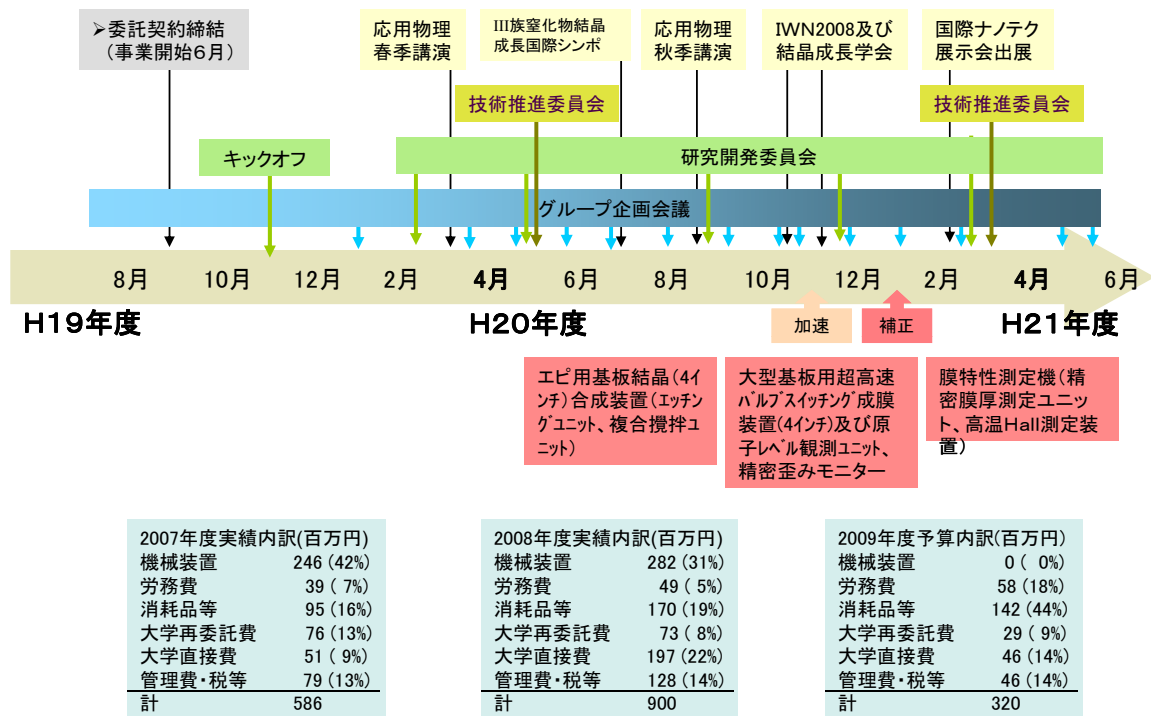 ➢委託契約締結
（事業開始6月）
応用物理
春季講演
III族窒化物結晶
成長国際シンポ
応用物理
秋季講演
IWN2008及び
結晶成長学会
国際ナノテク
展示会出展
技術推進委員会
技術推進委員会
キックオフ
研究開発委員会
グループ企画会議
8月 10月 12月 2月 4月 6月 8月 10月 12月 2月 4月 6月
H19年度 H20年度 H21年度
加速
補正
エピ用基板結晶(4イ
ンチ)合成装置(エッチン
グユニット、複合攪拌ユ
ニット)
大型基板用超高速
バルブスイッチング成膜
装置(4インチ)及び原
子レベル観測ユニット、
精密歪みモニター
膜特性測定機(精
密膜厚測定ユニッ
ト、高温Hall測定装
置)
2007年度実績内訳(百万円)
機械装置 246 (42%)
労務費 39 ( 7%)
消耗品等 95 (16%)
大学再委託費 76 (13%)
大学直接費 51 ( 9%)
管理費・税等 79 (13%)
計 586
2008年度実績内訳(百万円)
機械装置 282 (31%)
労務費 49 ( 5%)
消耗品等 170 (19%)
大学再委託費 73 ( 8%)
大学直接費 197 (22%)
管理費・税等 128 (14%)
計 900
2009年度予算内訳(百万円)
機械装置 0 ( 0%)
労務費 58 (18%)
消耗品等 142 (44%)
大学再委託費 29 ( 9%)
大学直接費 46 (14%)
管理費・税等 46 (14%)
計 320